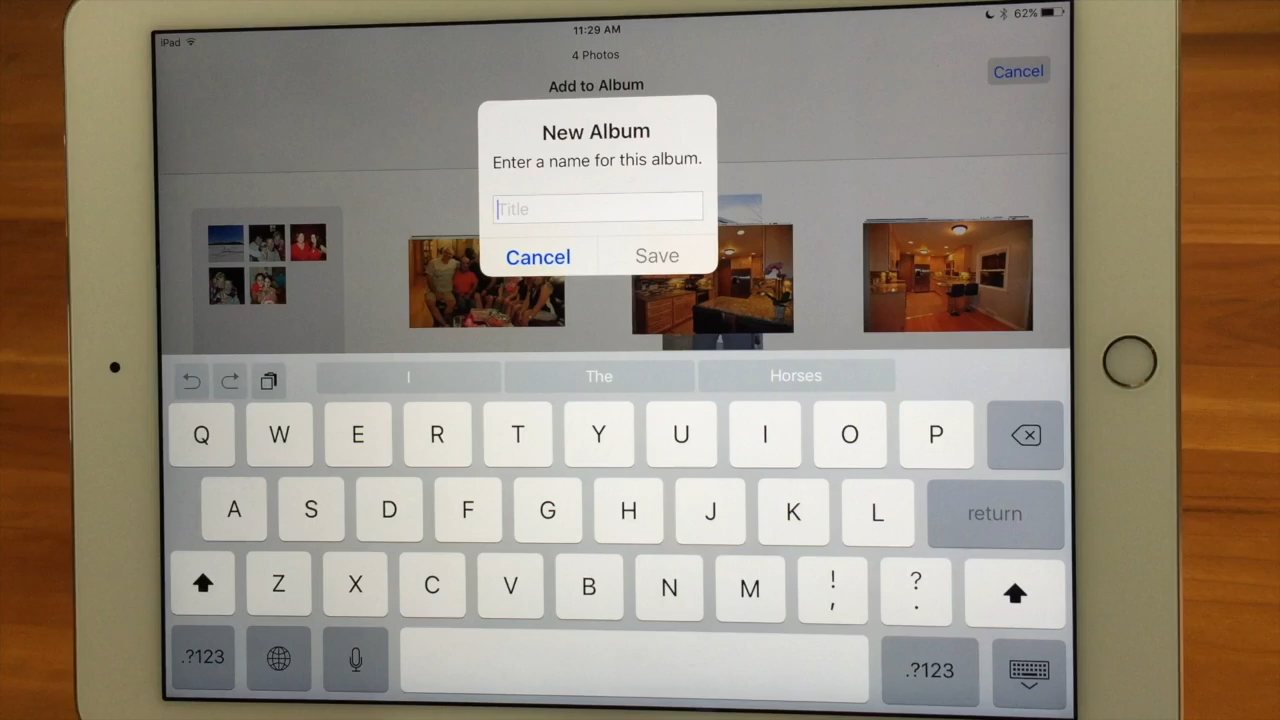 iPad
11:29 AM
62%
4 Photos
Add to Album
Cancel
New Album
Enter a name for this album.
Title
Cancel
Save
I
The
Horses
Q W E R T Y U I O P
A S D F G H J K L return
Z X C V B N M ! , ? .
.?123
.?123